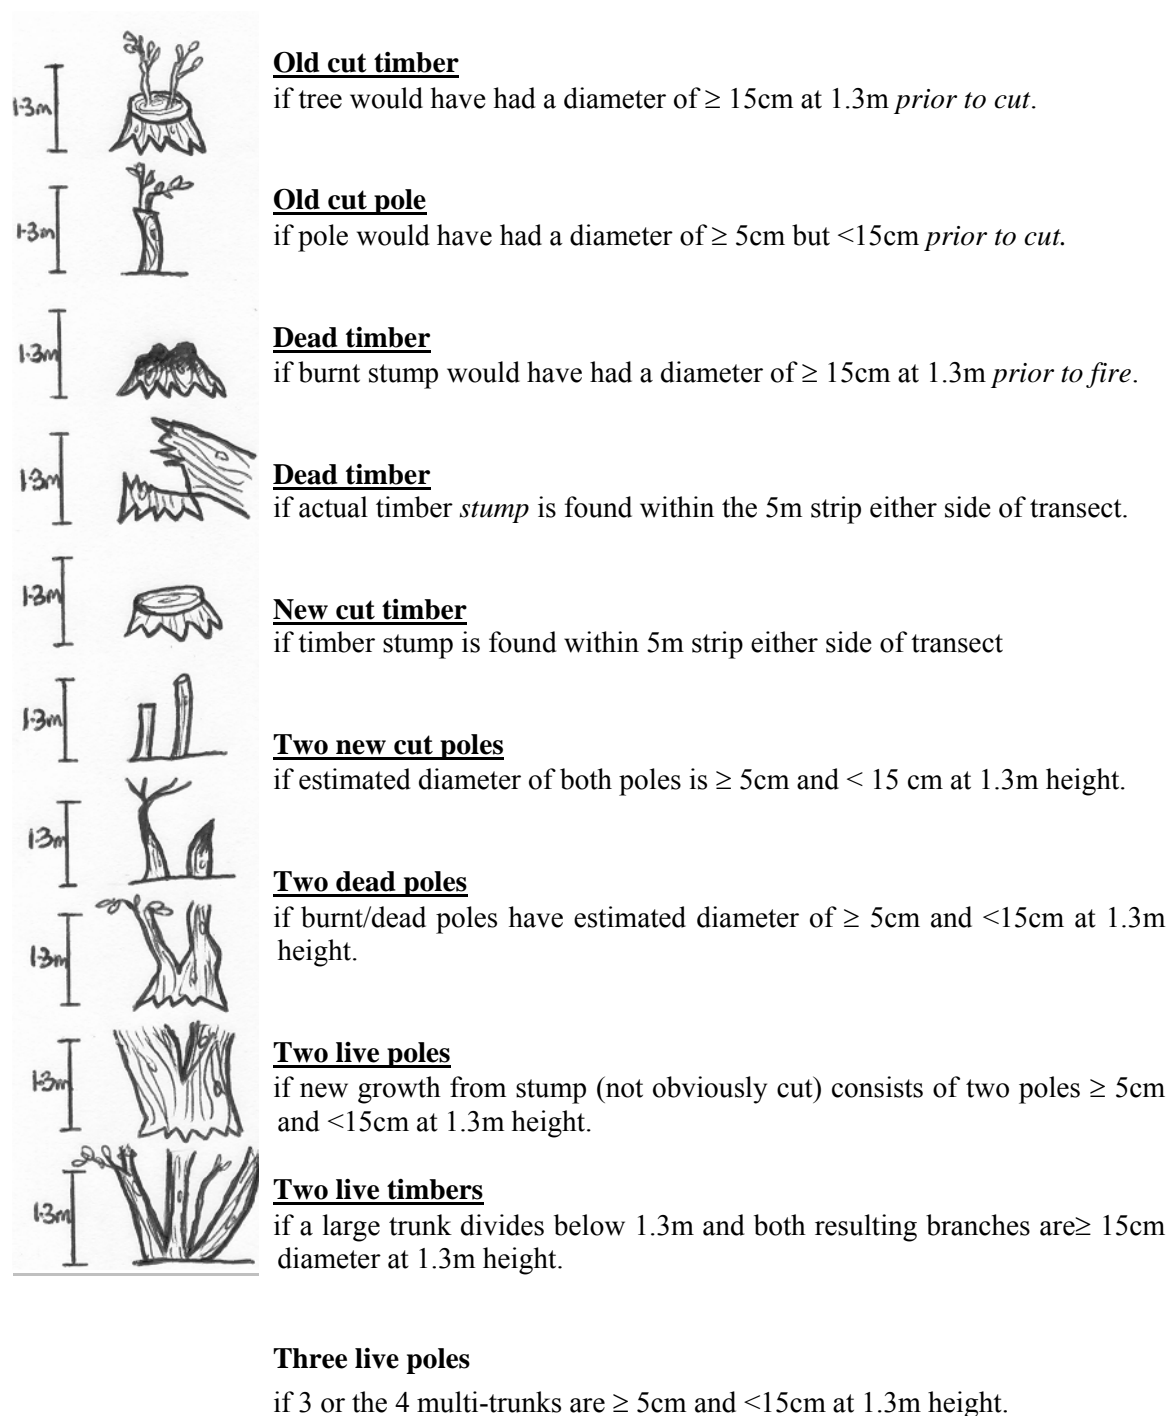 1·3m
Old cut timber
if tree would have had a diameter of ≥ 15cm at 1.3m prior to cut.
1·3m
Old cut pole
if pole would have had a diameter of ≥ 5cm but <15cm prior to cut.
1·3m
Dead timber
if burnt stump would have had a diameter of ≥ 15cm at 1.3m prior to fire.
1·3m
Dead timber
if actual timber stump is found within the 5m strip either side of transect.
1·3m
New cut timber
if timber stump is found within 5m strip either side of transect
1·3m
Two new cut poles
if estimated diameter of both poles is ≥ 5cm and < 15 cm at 1.3m height.
1·3m
Two dead poles
if burnt/dead poles have estimated diameter of ≥ 5cm and <15cm at 1.3m
height.
1·3m
Two live poles
if new growth from stump (not obviously cut) consists of two poles ≥ 5cm
and <15cm at 1.3m height.
1·3m
Two live timbers
if a large trunk divides below 1.3m and both resulting branches are≥ 15cm
diameter at 1.3m height.
1·3m
Three live poles
if 3 or the 4 multi-trunks are ≥ 5cm and <15cm at 1.3m height.